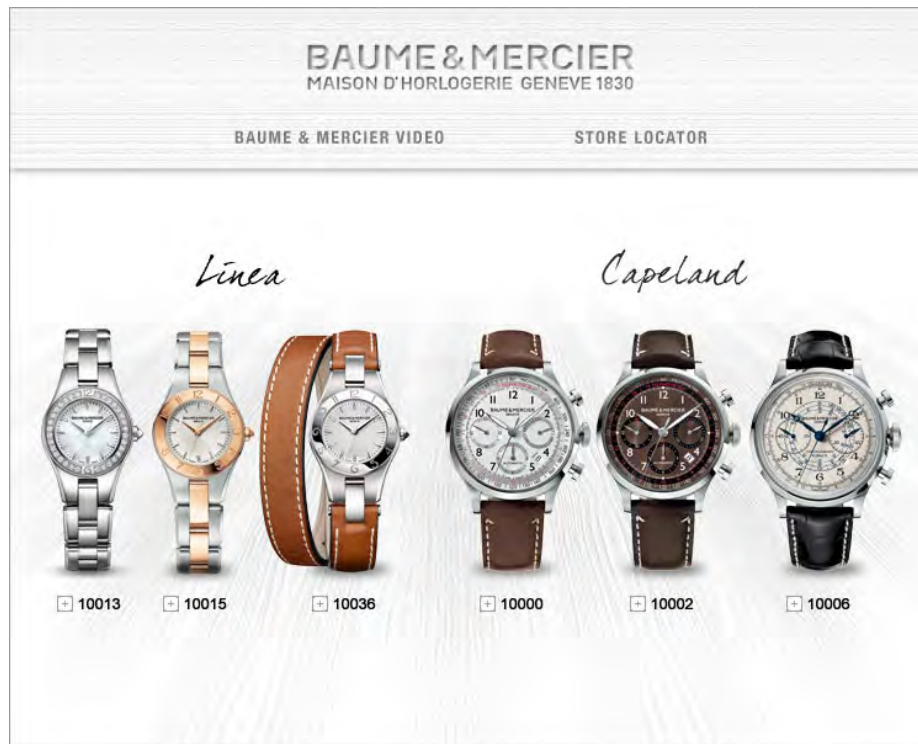 BAUME & MERCIER
MAISON D'HORLOGERIE GENEVE 1830
BAUME & MERCIER VIDEO STORE LOCATOR
Linea Capeland
10013 10015 10036 10000 10002 10006